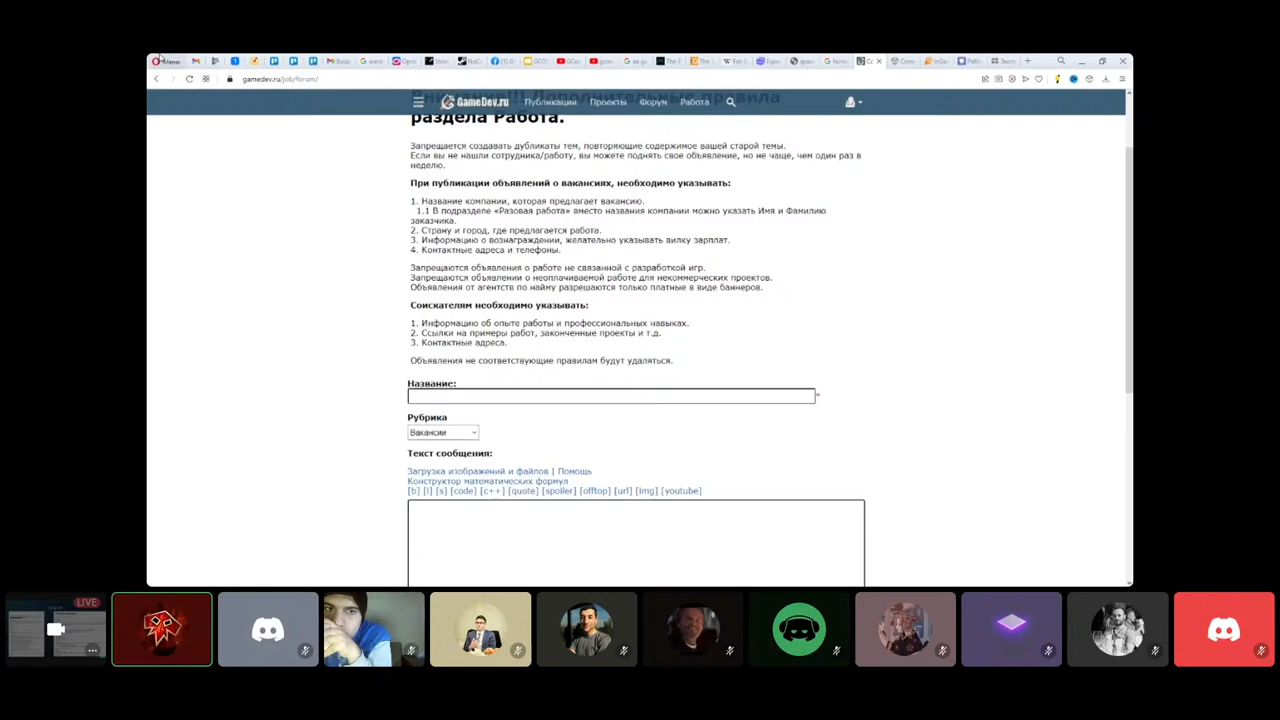 Меню
gamedev.ru/job/forum/
GameDev.ru Публикации Проекты Форум Работа
Внимание!!! Дополнительные правила
раздела Работа.
Запрещается создавать дубликаты тем, повторяющие содержимое вашей старой темы.
Если вы не нашли сотрудника/работу, вы можете поднять свое объявление, но не чаще, чем один раз в
неделю.
При публикации объявлений о вакансиях, необходимо указывать:
1. Название компании, которая предлагает вакансию.
1.1 В подразделе «Разовая работа» вместо названия компании можно указать Имя и Фамилию
заказчика.
2. Страну и город, где предлагается работа.
3. Информацию о вознаграждении, желательно указывать вилку зарплат.
4. Контактные адреса и телефоны.
Запрещаются объявления о работе не связанной с разработкой игр.
Запрещаются объявлении о неоплачиваемой работе для некоммерческих проектов.
Объявления от агентств по найму разрешаются только платные в виде баннеров.
Соискателям необходимо указывать:
1. Информацию об опыте работы и профессиональных навыках.
2. Ссылки на примеры работ, законченные проекты и т.д.
3. Контактные адреса.
Объявления не соответствующие правилам будут удаляться.
Название:
*
Рубрика
Вакансии
Текст сообщения:
Загрузка изображений и файлов | Помощь
Конструктор математических формул
[b] [i] [s] [code] [c++] [quote] [spoiler] [offtop] [url] [img] [youtube]
LIVE